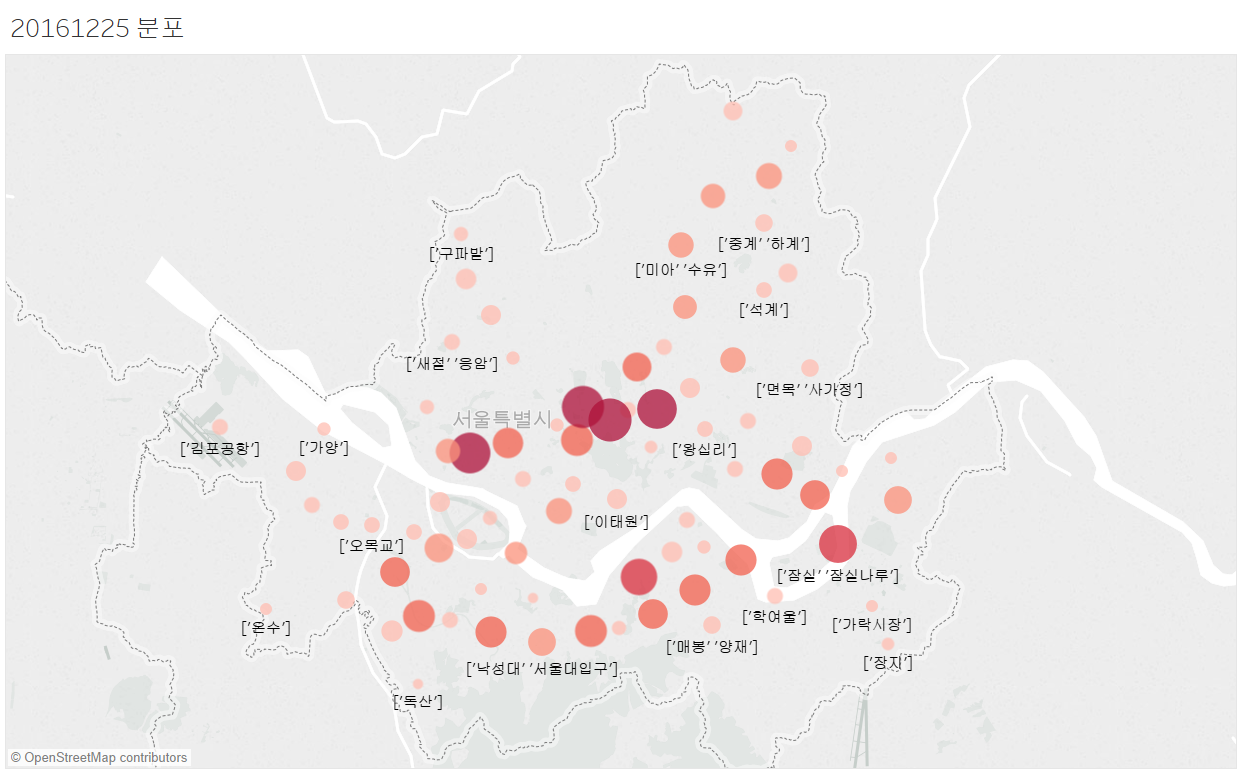 20161225 분포
['구파발']
['중계' '하계']
['미아' '수유']
['석계']
['새절' '응암']
['면목' '사가정']
서울특별시
['김포공항']
['가양']
['왕십리']
['이태원']
['오목교']
['잠실' '잠실나루']
['학여울']
['가락시장']
['온수']
['매봉' '양재']
['장지']
['낙성대' '서울대입구']
['독산']
© OpenStreetMap contributors